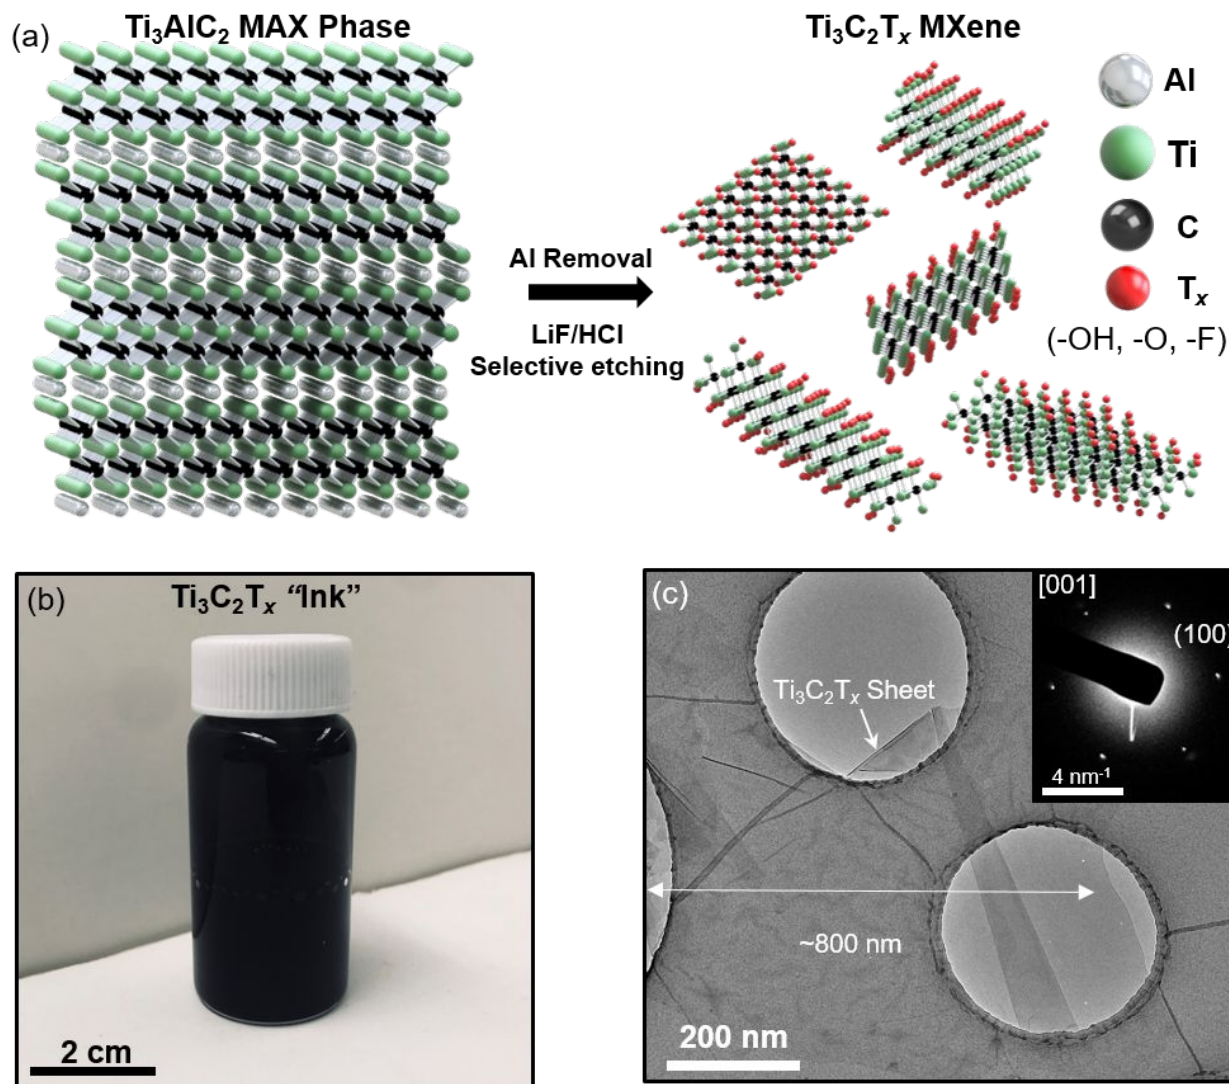 (a)
Ti₃AlC₂ MAX Phase
Ti₃C₂Tₓ MXene
Al
Ti
C
Tₓ
(-OH, -O, -F)
Al Removal
LiF/HCl
Selective etching
(b)
Ti₃C₂Tₓ “Ink”
2 cm
(c)
Ti₃C₂Tₓ Sheet
~800 nm
200 nm
[001]
(100)
4 nm⁻¹